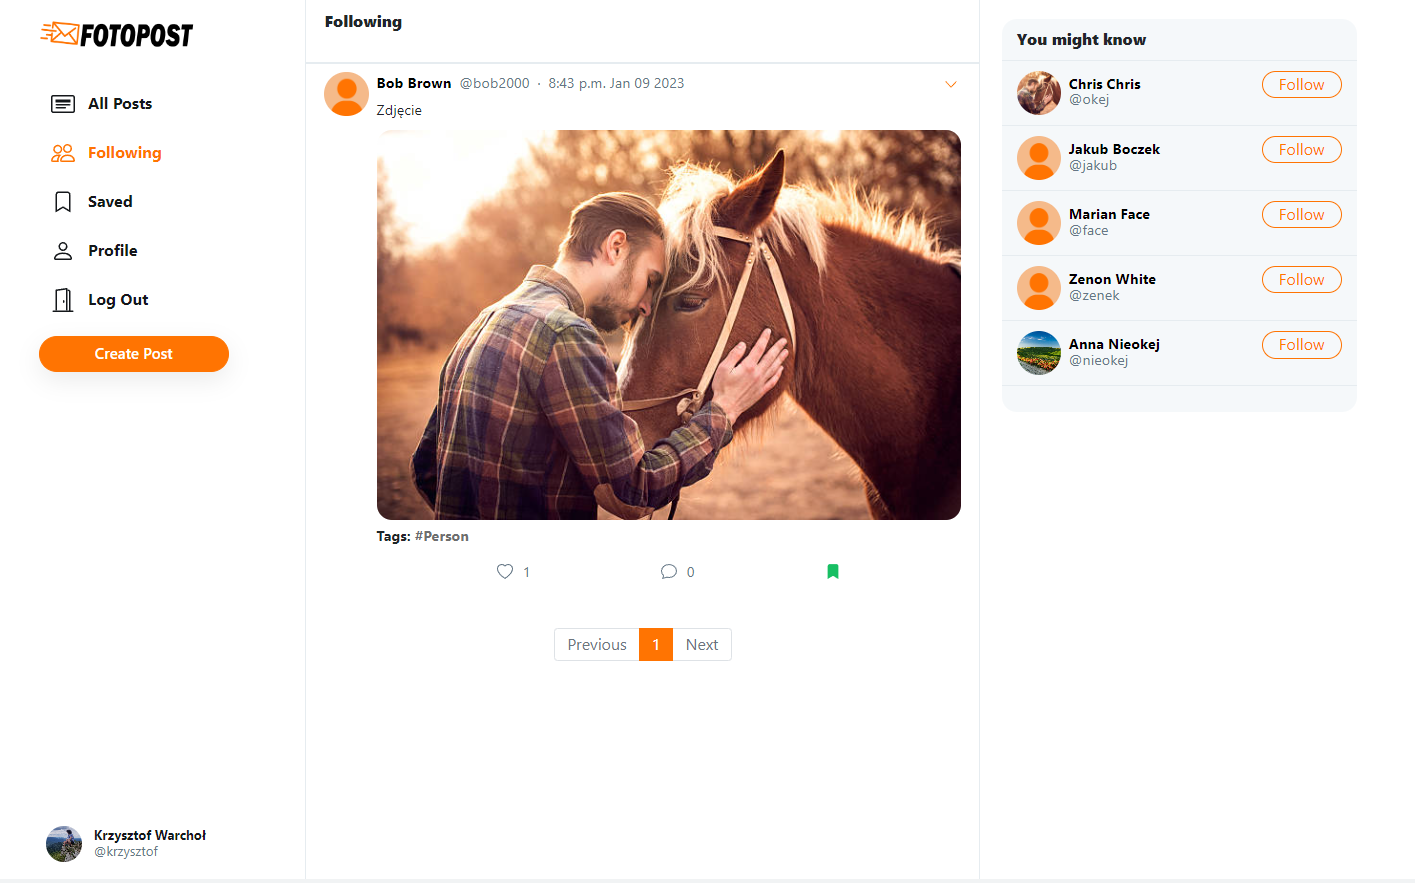 FOTOPOST
All Posts
Following
Saved
Profile
Log Out
Create Post
Krzysztof Warchoł
@krzysztof
Following
Bob Brown @bob2000 · 8:43 p.m. Jan 09 2023
Zdjęcie
Tags: #Person
1 0
Previous 1 Next
You might know
Chris Chris
@okej
Follow
Jakub Boczek
@jakub
Follow
Marian Face
@face
Follow
Zenon White
@zenek
Follow
Anna Nieokej
@nieokej
Follow